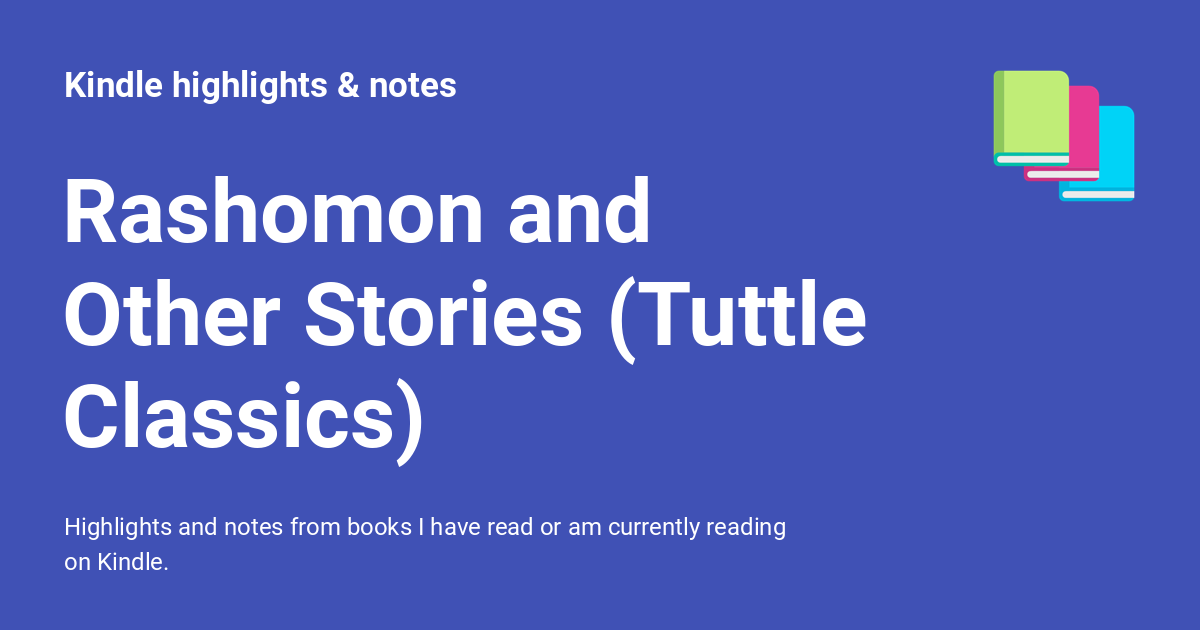 Kindle highlights & notes
Rashomon and
Other Stories (Tuttle
Classics)
Highlights and notes from books I have read or am currently reading
on Kindle.